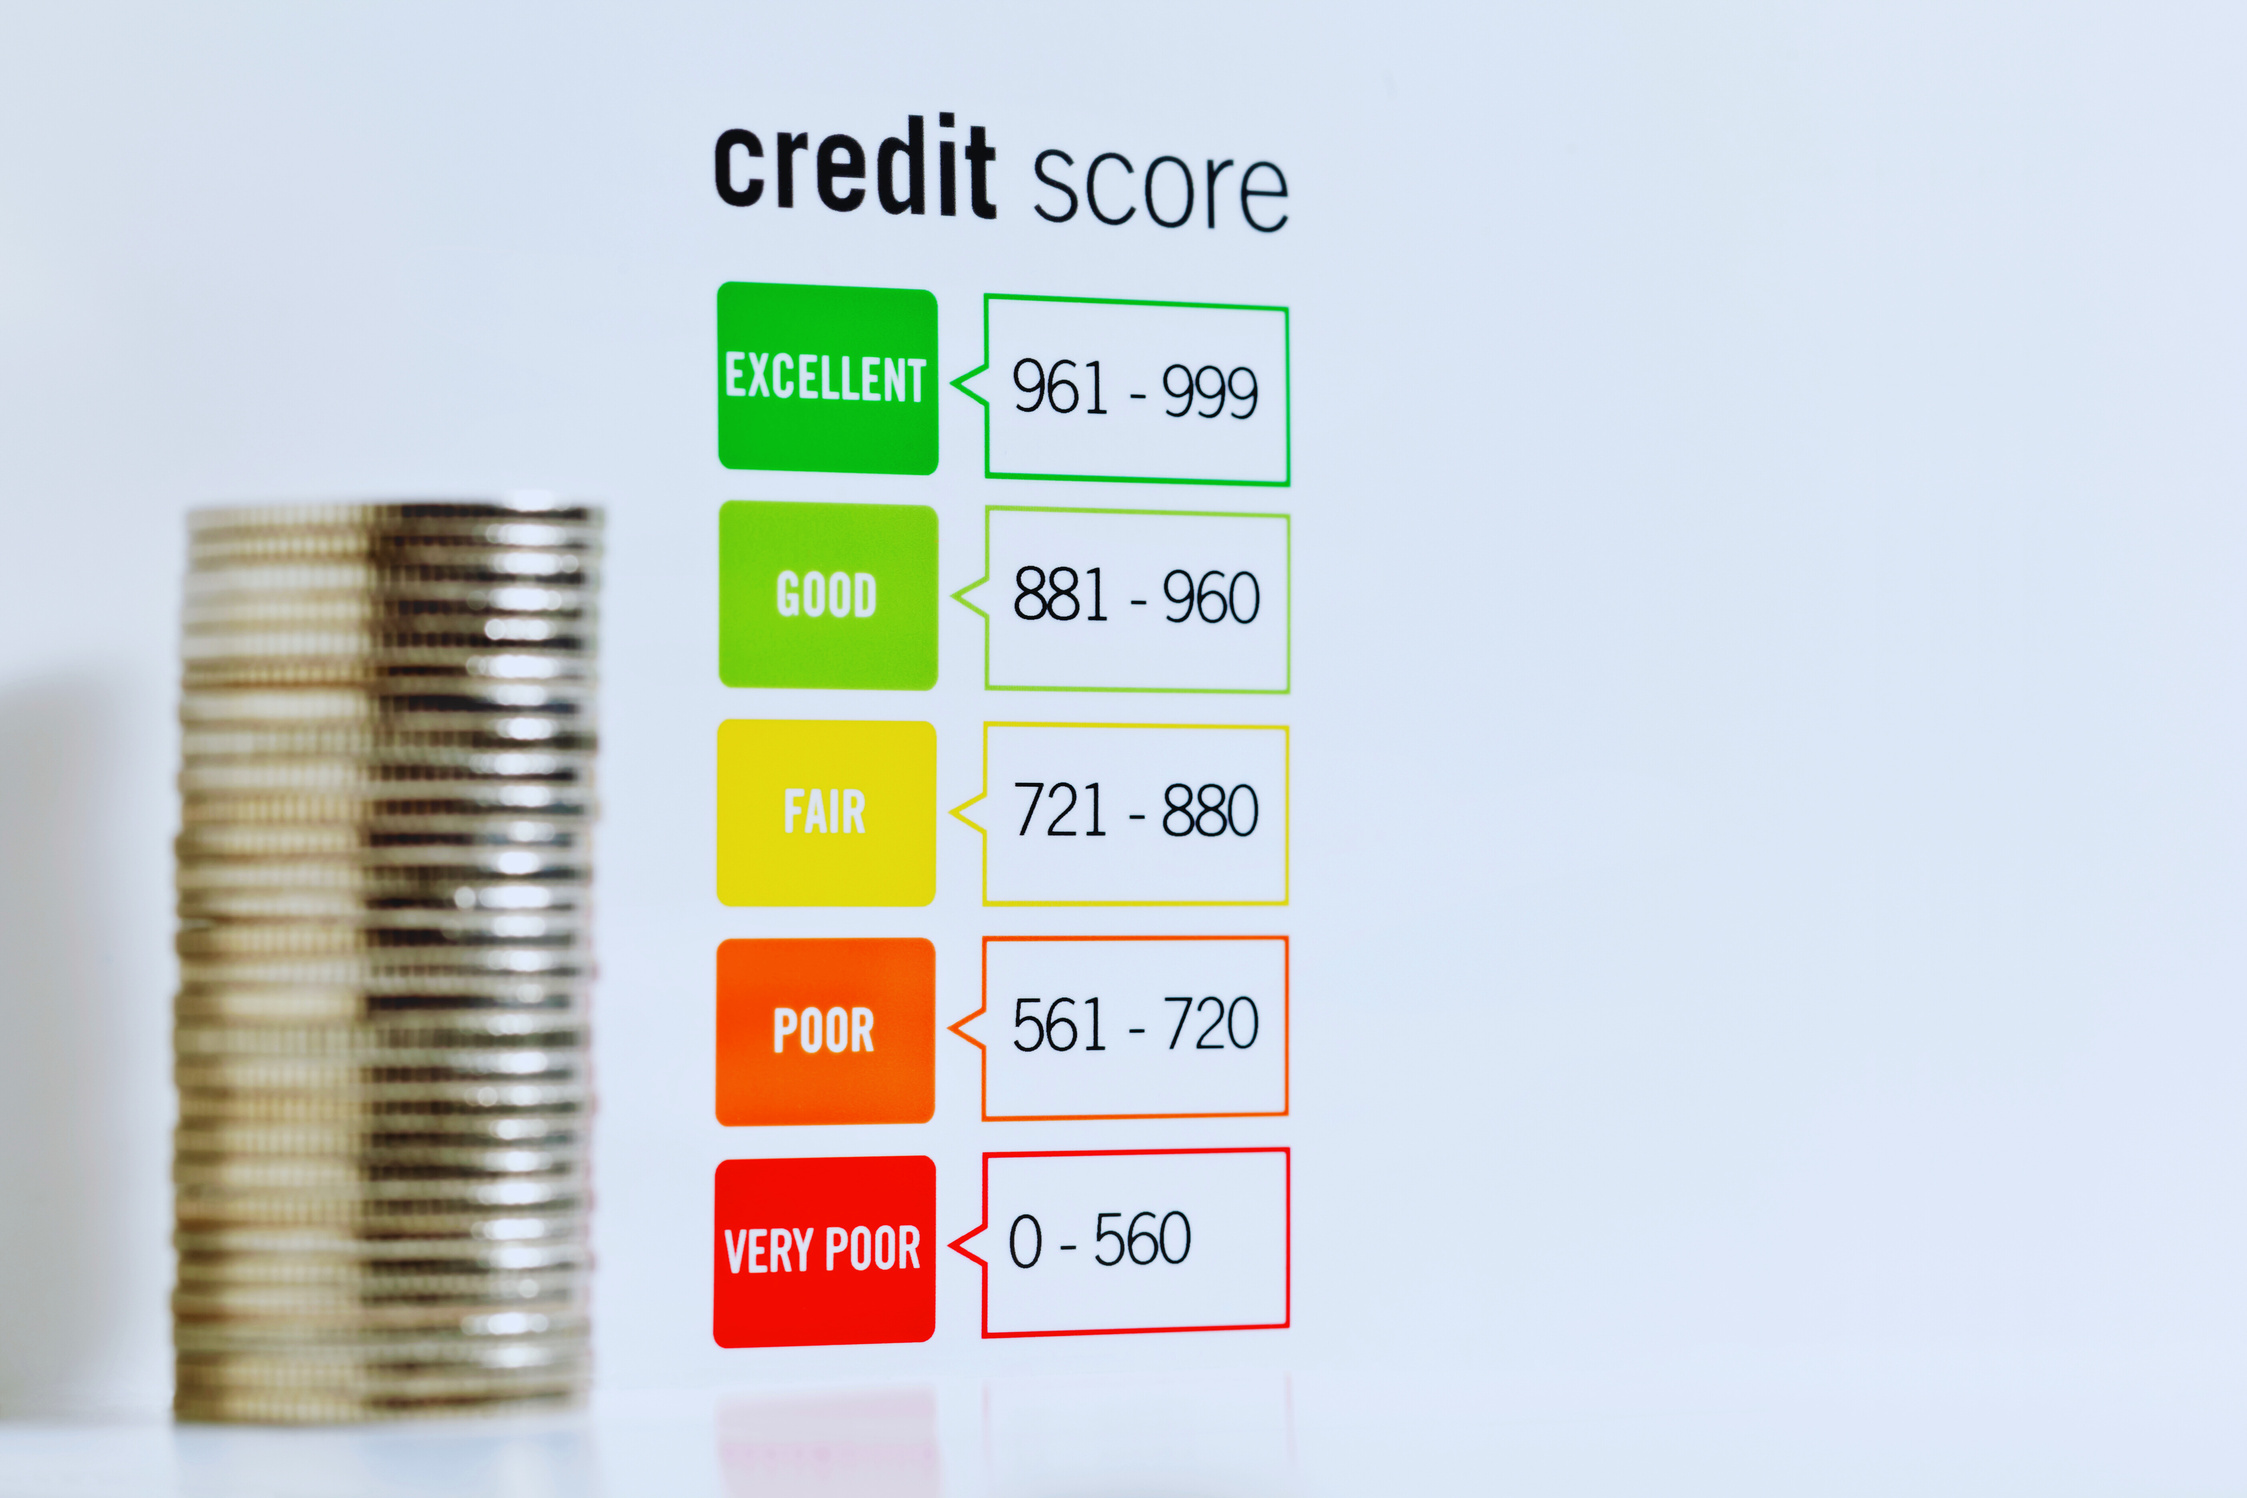 credit score
EXCELLENT 961 - 999
GOOD 881 - 960
FAIR 721 - 880
POOR 561 - 720
VERY POOR 0 - 560